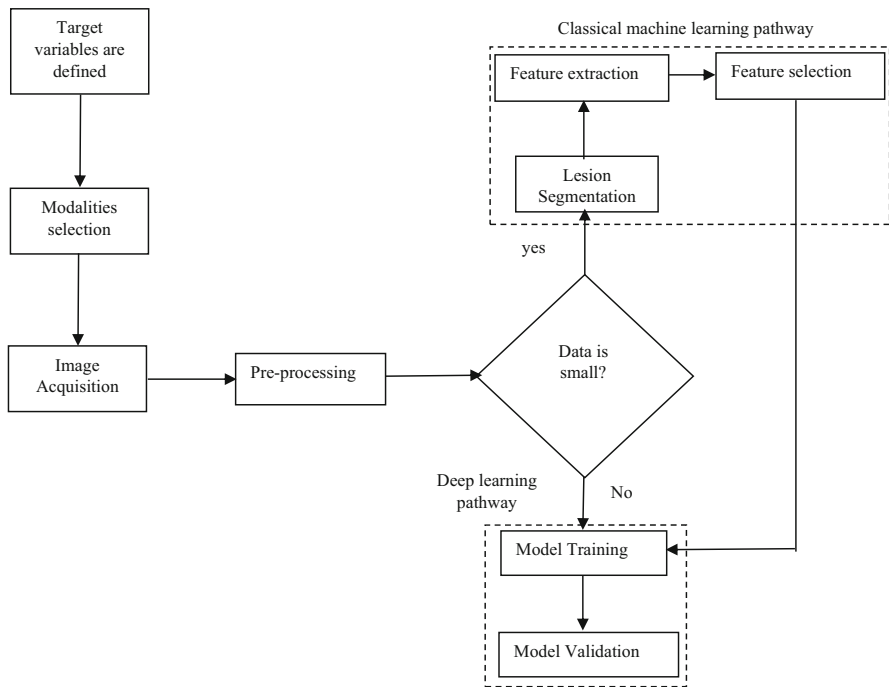 Target
variables are
defined
Modalities
selection
Image
Acquisition
Pre-processing
Data is
small?
yes
Lesion
Segmentation
Classical machine learning pathway
Feature extraction
Feature selection
No
Deep learning
pathway
Model Training
Model Validation